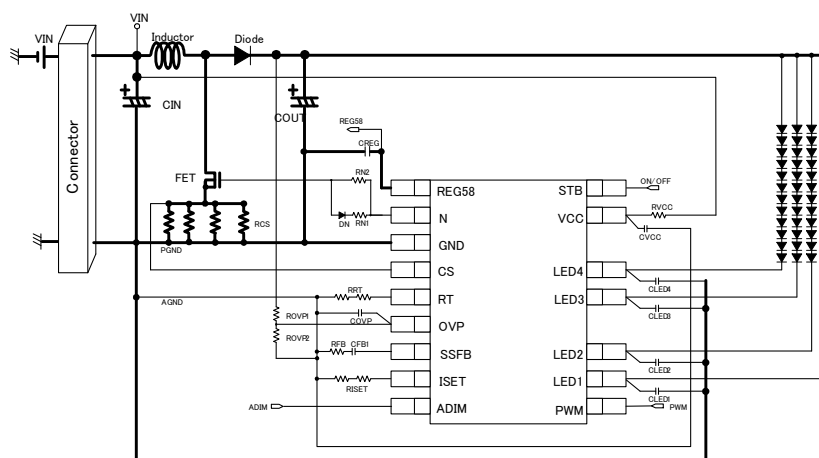 VIN
VIN
Inductor
Diode
CIN
COUT
REG58
CREG
Connector
FET
RN2
DN
RN1
RCS
PGND
AGND
RRT
ROVP1
COVP
ROVP2
RFB
CFB1
RISET
ADIM
REG58
N
GND
CS
RT
OVP
SSFB
ISET
ADIM
STB
VCC
LED4
LED3
LED2
LED1
PWM
ON/OFF
RVCC
CVCC
CLED4
CLED3
CLED2
CLED1
PWM